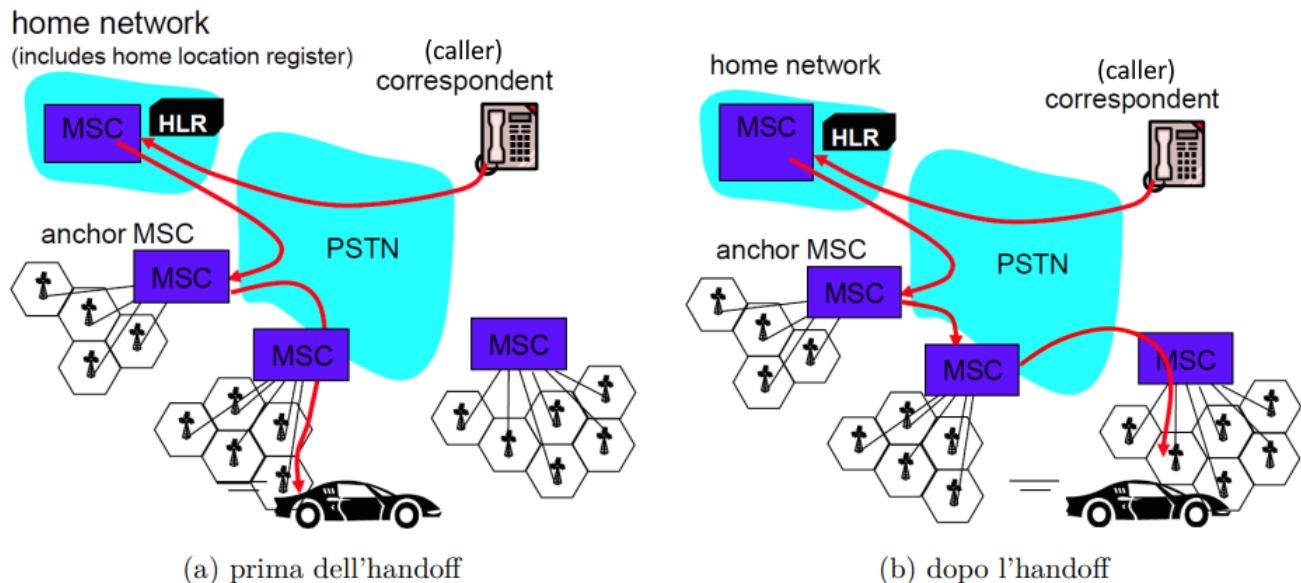 home network
(includes home location register)
(caller)
correspondent
MSC
HLR
PSTN
anchor MSC
MSC
MSC
MSC
(a) prima dell'handoff
home network
(caller)
correspondent
MSC
HLR
PSTN
anchor MSC
MSC
MSC
MSC
(b) dopo l'handoff